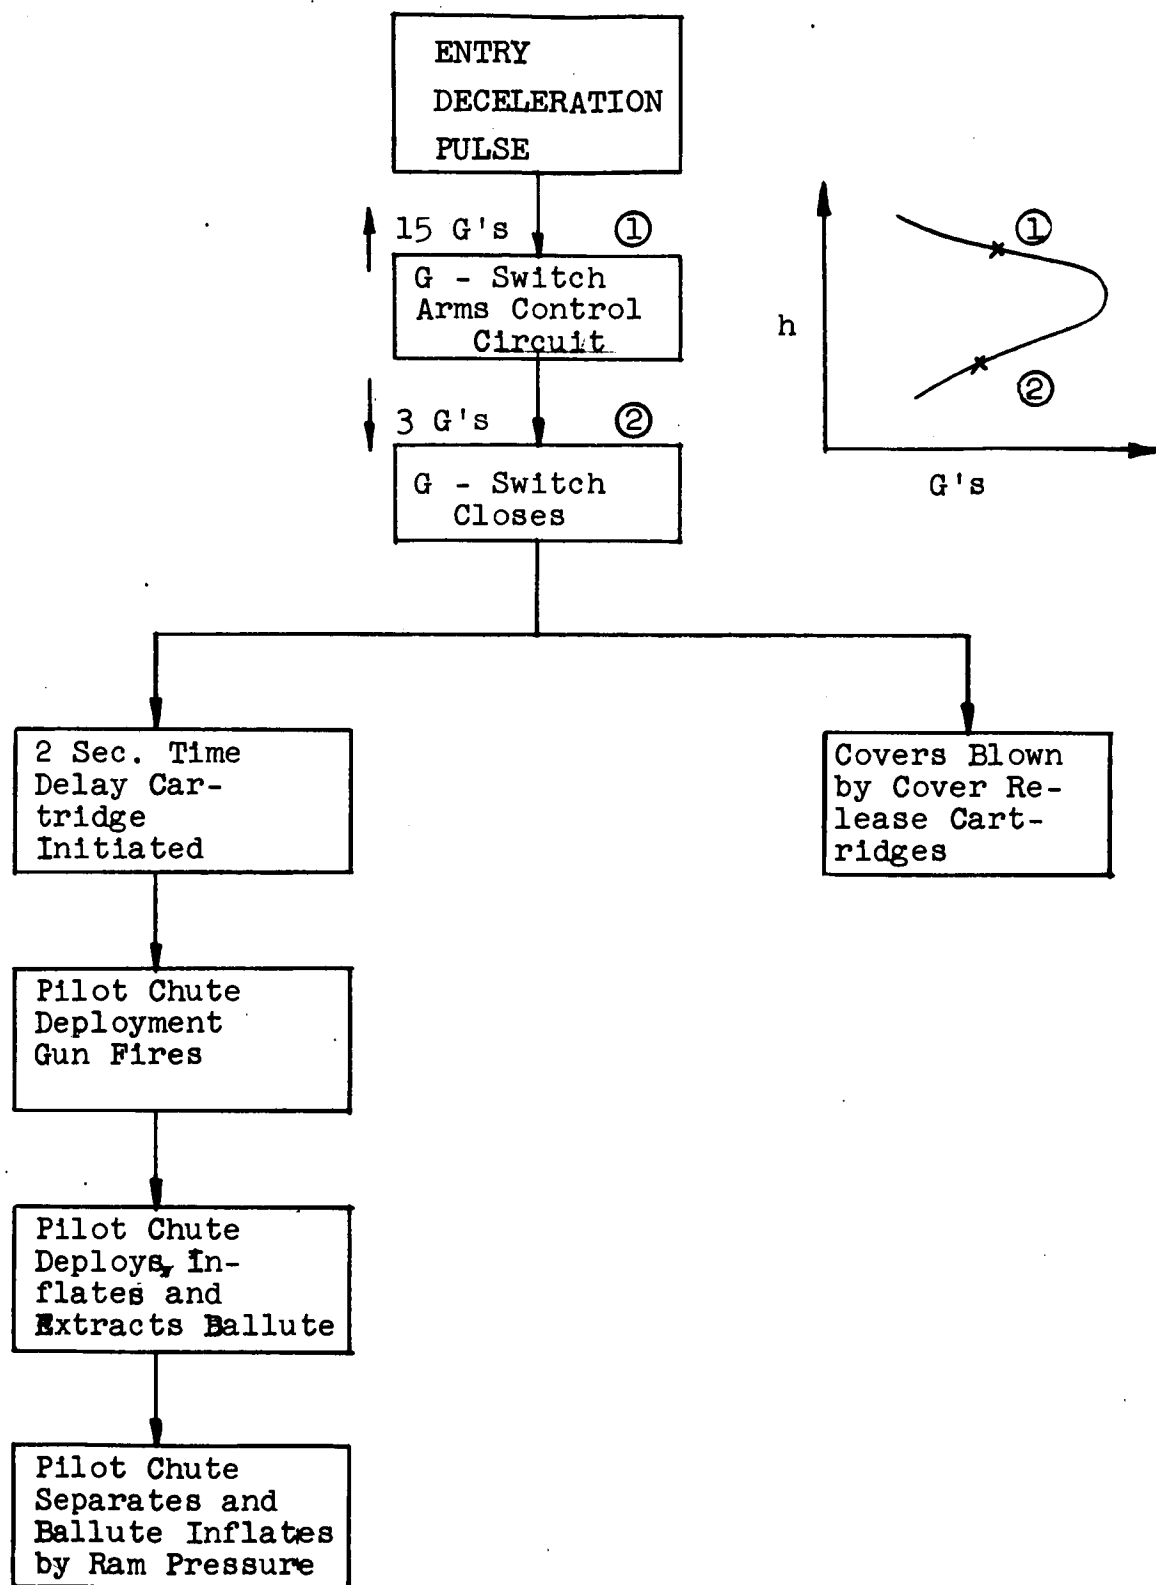 ENTRY
DECELERATION
PULSE
15 G's ①
G - Switch
Arms Control
Circuit
3 G's ②
G - Switch
Closes
①
h
②
G's
2 Sec. Time
Delay Car-
tridge
Initiated
Covers Blown
by Cover Re-
lease Cart-
ridges
Pilot Chute
Deployment
Gun Fires
Pilot Chute
Deploys, In-
flates and
Extracts Ballute
Pilot Chute
Separates and
Ballute Inflates
by Ram Pressure